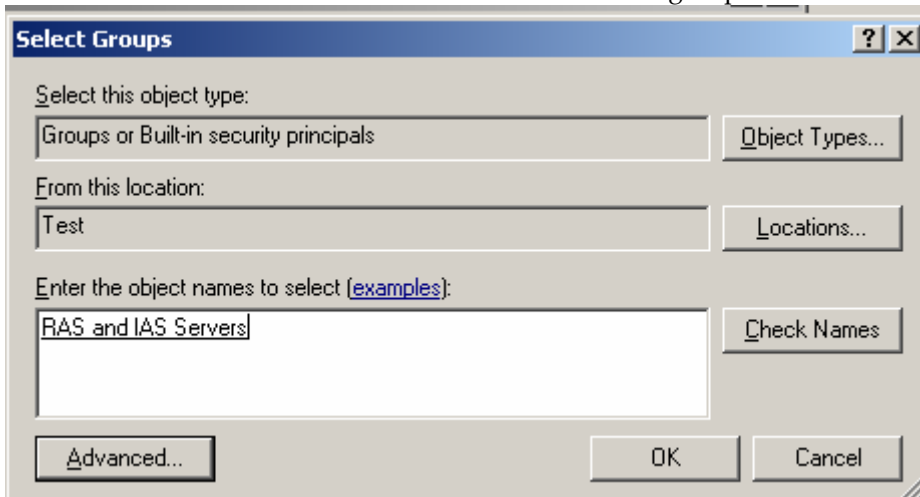 Select Groups
Select this object type:
Groups or Built-in security principals
Object Types...
From this location:
Test
Locations...
Enter the object names to select (examples):
RAS and IAS Servers
Check Names
Advanced...
OK
Cancel